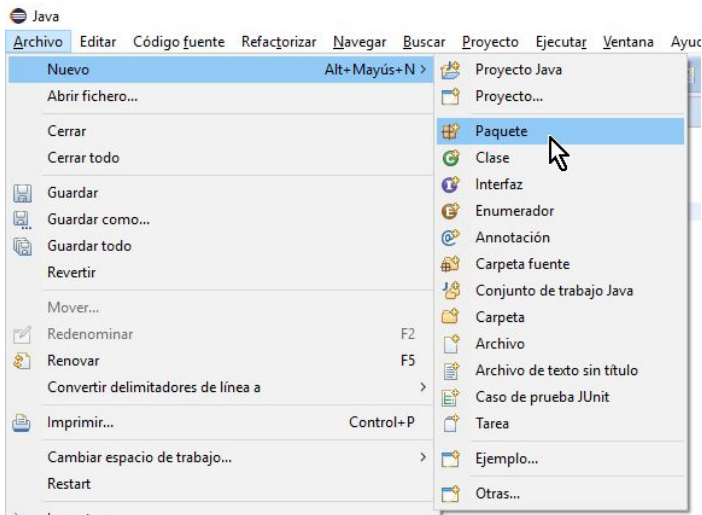 Java
Archivo Editar Código fuente Refactorizar Navegar Buscar Proyecto Ejecutar Ventana Ayuc
Nuevo Alt+Mayús+N >
Abrir fichero...
Cerrar
Cerrar todo
Guardar
Guardar como...
Guardar todo
Revertir
Mover...
Redenominar F2
Renovar F5
Convertir delimitadores de línea a >
Imprimir... Control+P
Cambiar espacio de trabajo... >
Restart
Proyecto Java
Proyecto...
Paquete
Clase
Interfaz
Enumerador
Annotación
Carpeta fuente
Conjunto de trabajo Java
Carpeta
Archivo
Archivo de texto sin título
Caso de prueba JUnit
Tarea
Ejemplo...
Otras...